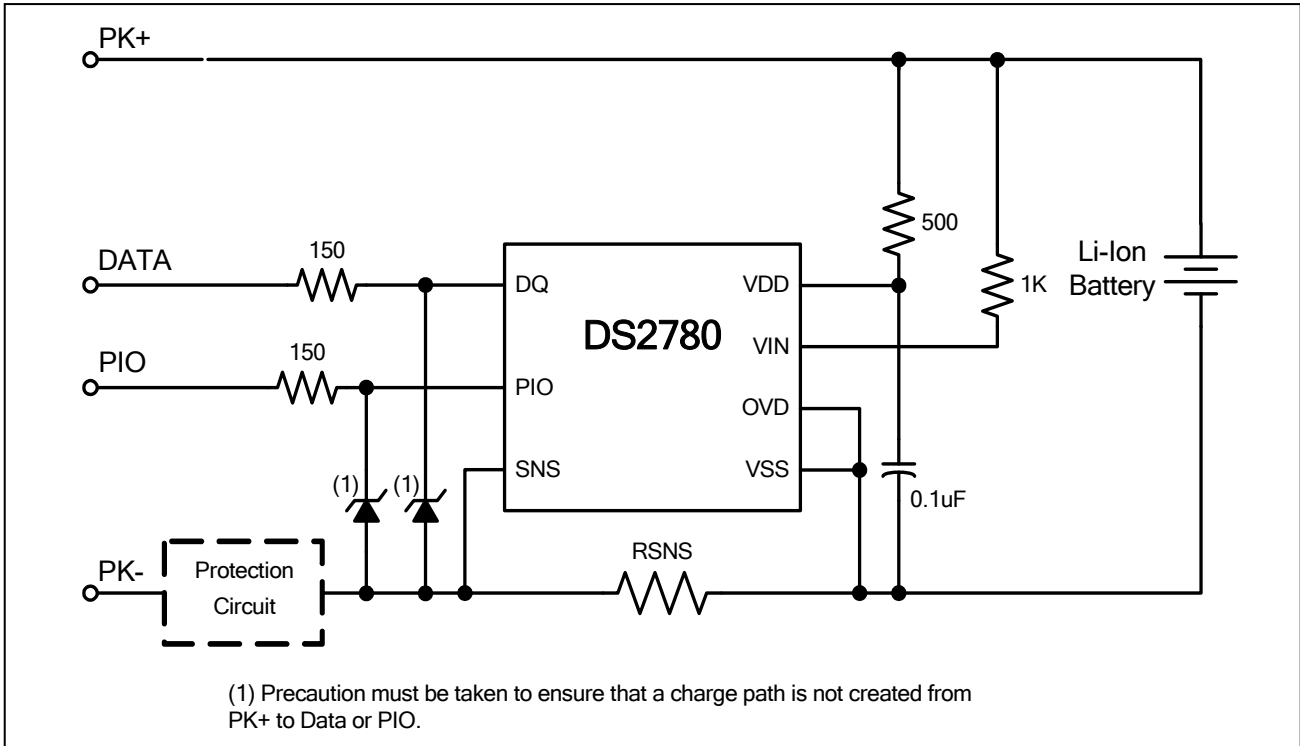 PK+
500
DATA
150
DQ
VDD
Li-Ion
Battery
1K
DS2780
VIN
PIO
150
PIO
OVD
SNS
VSS
(1)
(1)
0.1uF
RSNS
PK-
Protection
Circuit
(1) Precaution must be taken to ensure that a charge path is not created from
PK+ to Data or PIO.